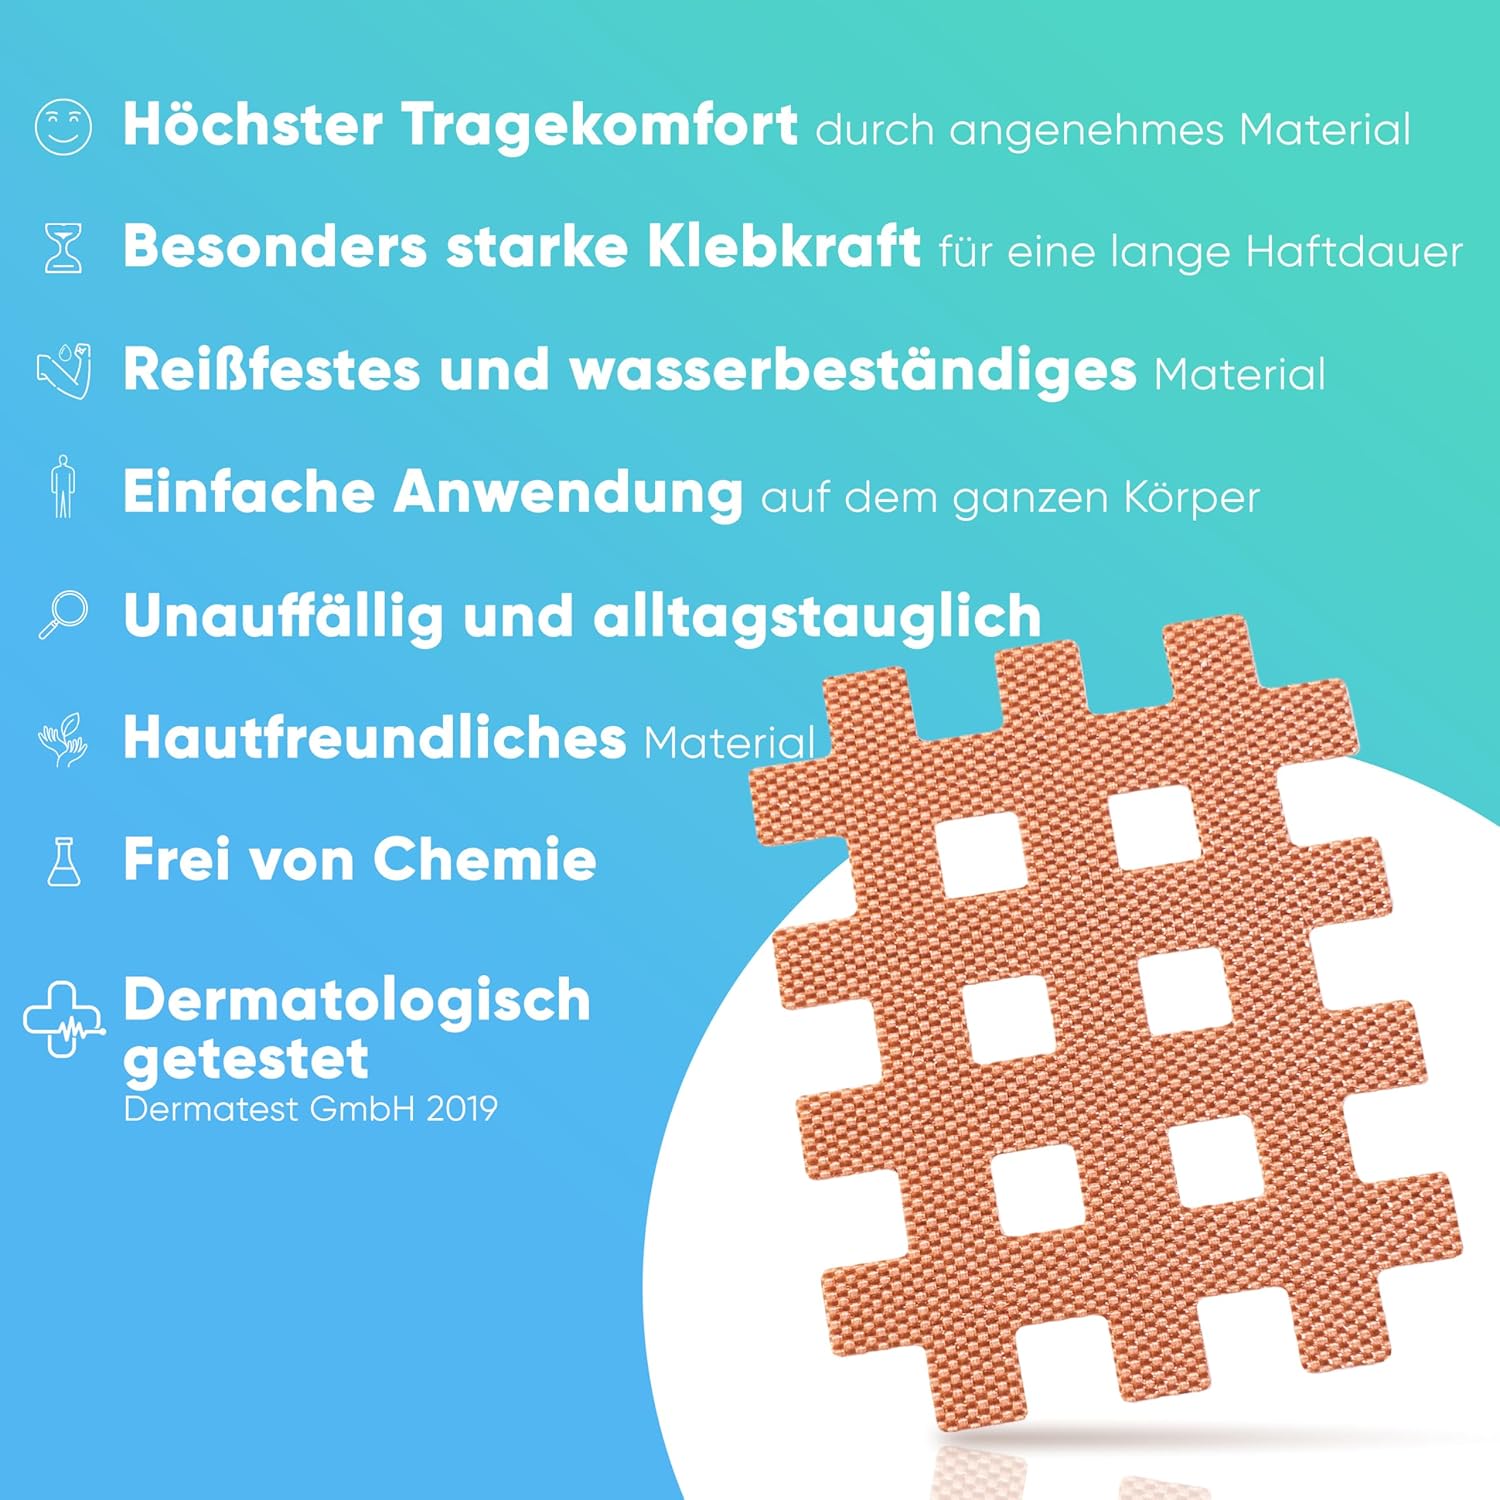 Höchster Tragekomfort durch angenehmes Material
Besonders starke Klebkraft für eine lange Haftdauer
Reißfestes und wasserbeständiges Material
Einfache Anwendung auf dem ganzen Körper
Unauffällig und alltagstauglich
Hautfreundliches Material
Frei von Chemie
Dermatologisch
getestet
Dermatest GmbH 2019